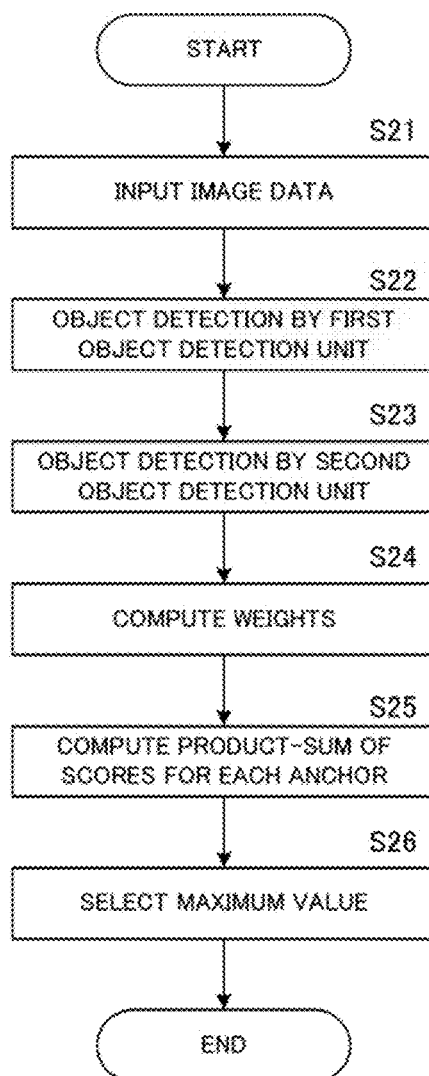 START
S21
INPUT IMAGE DATA
S22
OBJECT DETECTION BY FIRST
OBJECT DETECTION UNIT
S23
OBJECT DETECTION BY SECOND
OBJECT DETECTION UNIT
S24
COMPUTE WEIGHTS
S25
COMPUTE PRODUCT-SUM OF
SCORES FOR EACH ANCHOR
S26
SELECT MAXIMUM VALUE
END